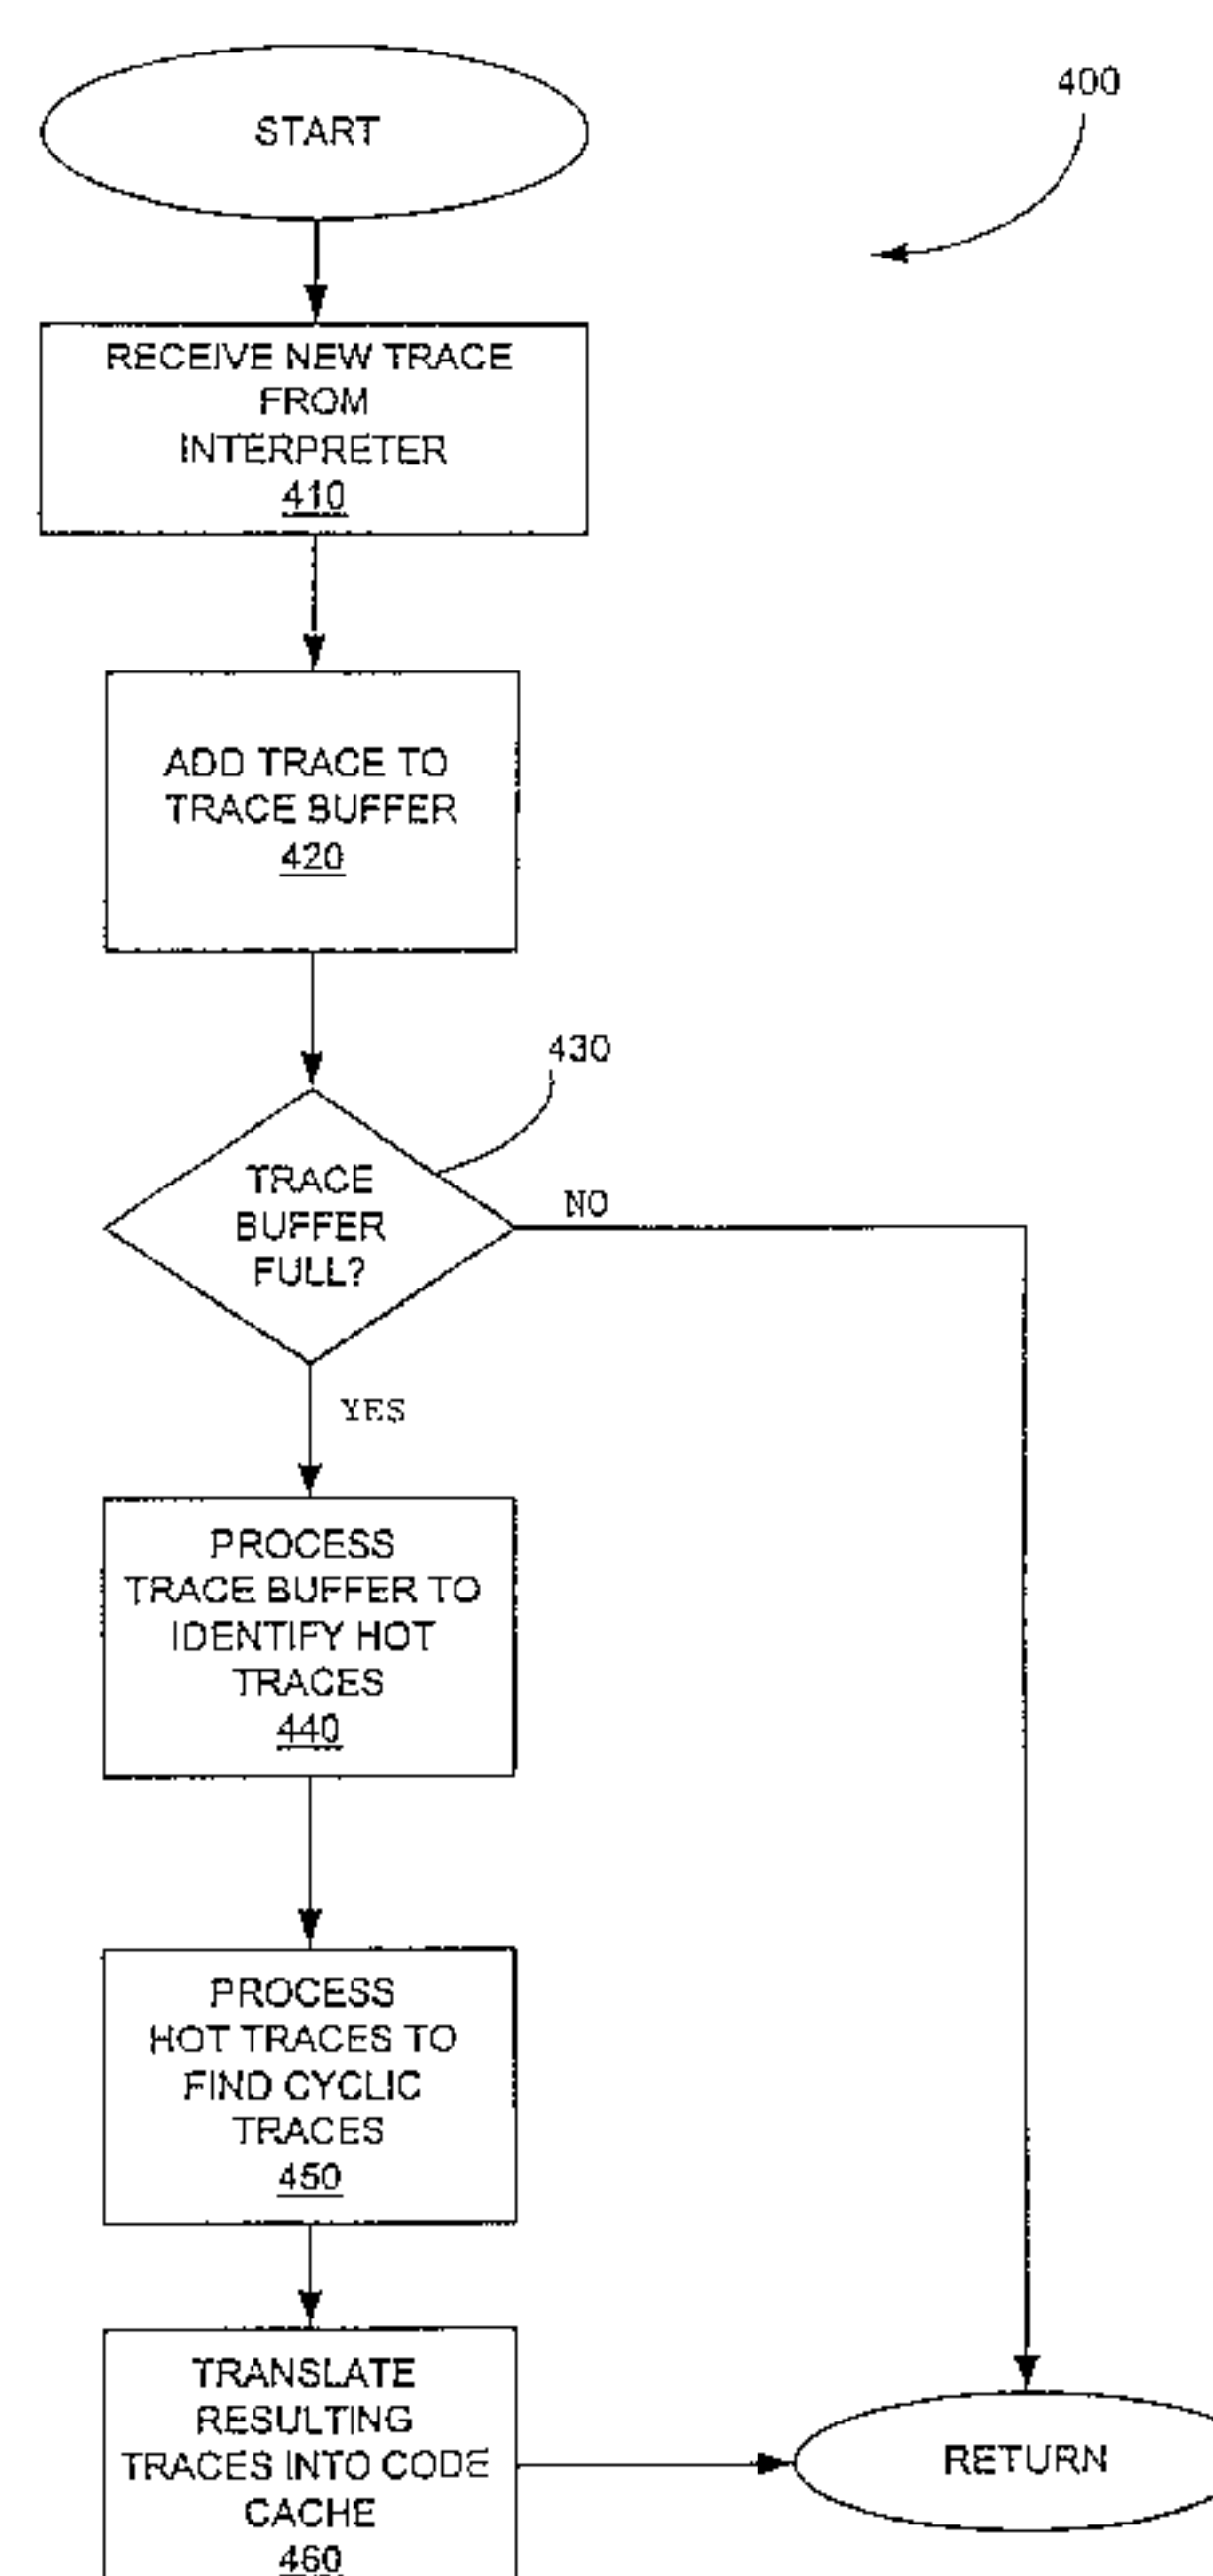 START
400
RECEIVE NEW TRACE
FROM
INTERPRETER
410
ADD TRACE TO
TRACE BUFFER
420
430
TRACE
BUFFER
FULL?
NO
YES
PROCESS
TRACE BUFFER TO
IDENTIFY HOT
TRACES
440
PROCESS
HOT TRACES TO
FIND CYCLIC
TRACES
450
TRANSLATE
RESULTING
TRACES INTO CODE
CACHE
460
RETURN